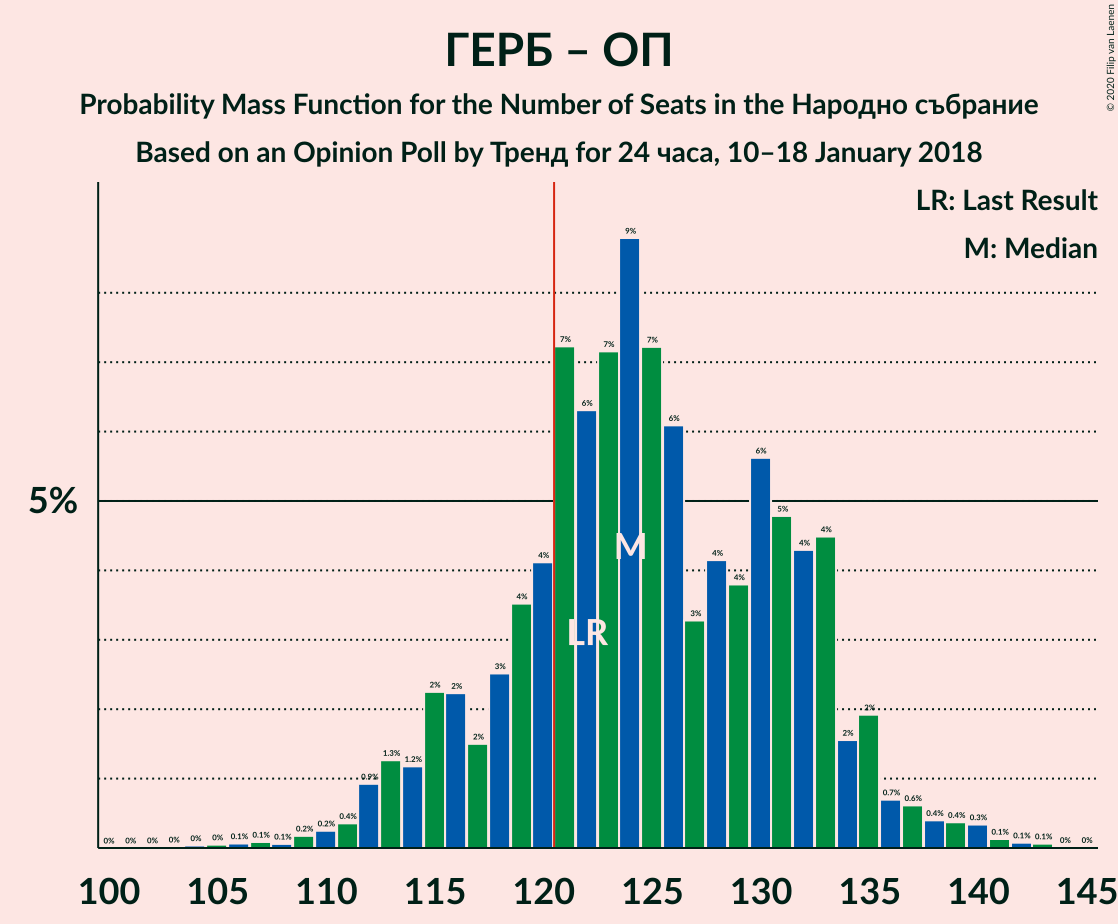 ГЕРБ – ОП
Probability Mass Function for the Number of Seats in the Народно събрание
Based on an Opinion Poll by Тренд for 24 часа, 10–18 January 2018
© 2020 Filip van Laenen
LR: Last Result
M: Median
5%
0% 0% 0% 0% 0% 0% 0.1% 0.1% 0.1% 0.2% 0.2% 0.4% 0.9% 1.3% 1.2% 2% 2% 2% 3% 4% 4% 7% 6% 7% 9% 7% 6% 3% 4% 4% 6% 5% 4% 4% 2% 2% 0.7% 0.6% 0.4% 0.4% 0.3% 0.1% 0.1% 0.1% 0% 0%
M
LR
100 105 110 115 120 125 130 135 140 145